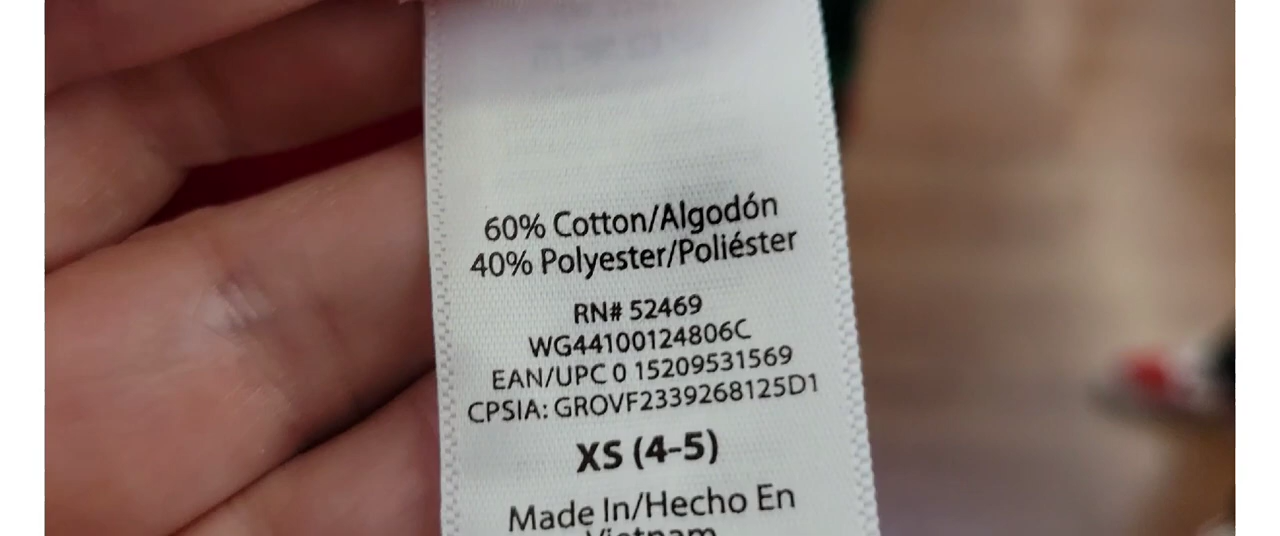 60% Cotton/Algodón
40% Polyester/Poliéster
RN# 52469
WG44100124806C
EAN/UPC 0 15209531569
CPSIA: GROVF2339268125D1
XS (4-5)
Made In/Hecho En
Vietnam